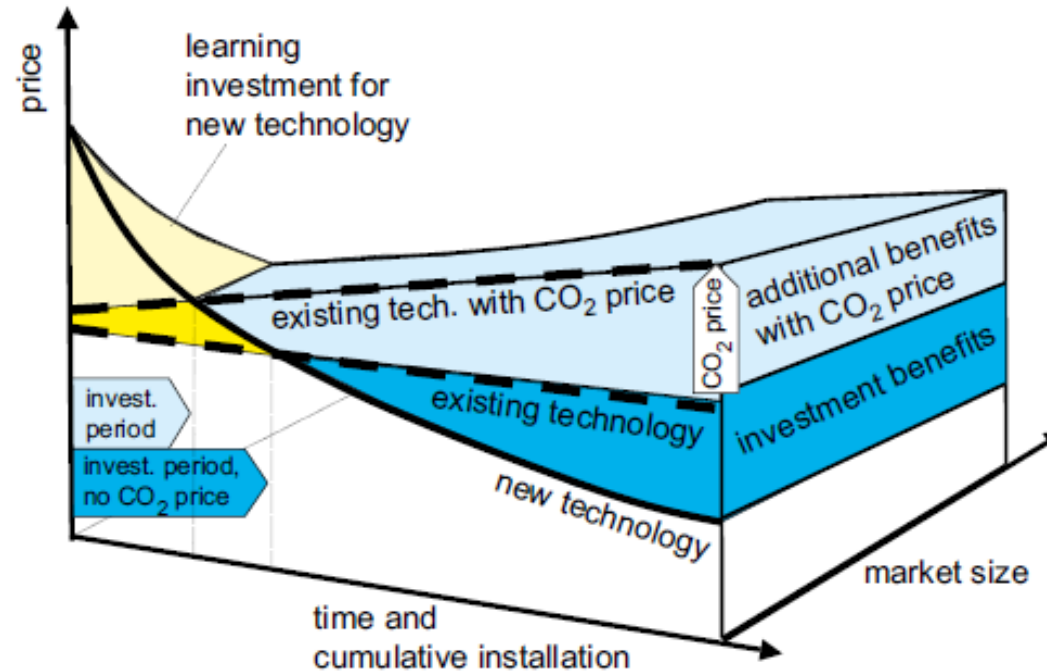 price
learning
investment for
new technology
existing tech. with CO₂ price
CO₂ price
additional benefits
with CO₂ price
invest.
period
existing technology
investment benefits
invest. period,
no CO₂ price
new technology
market size
time and
cumulative installation